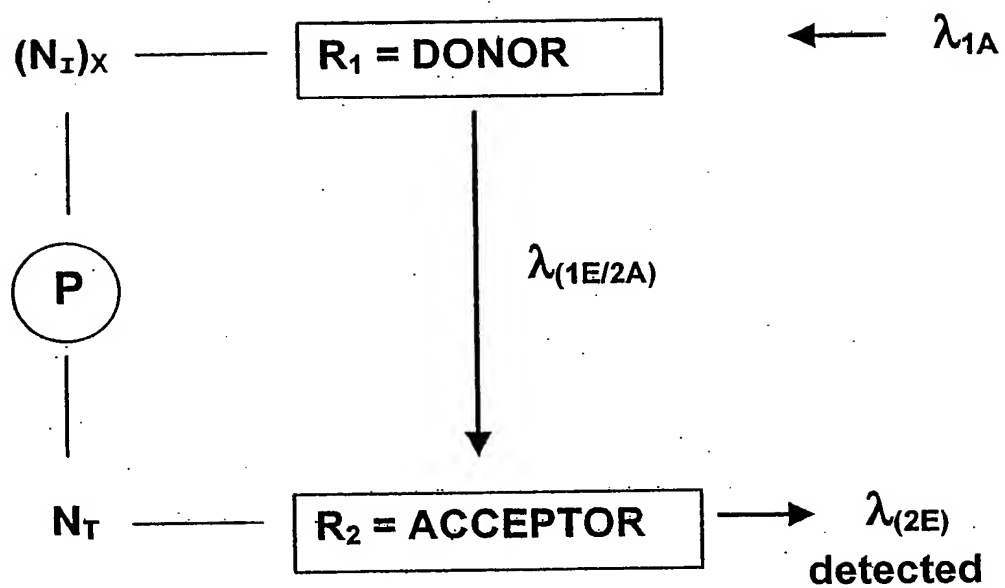 (N_I)_X R₁ = DONOR λ_1A
P λ_(1E/2A)
N_T R₂ = ACCEPTOR λ_(2E)
detected